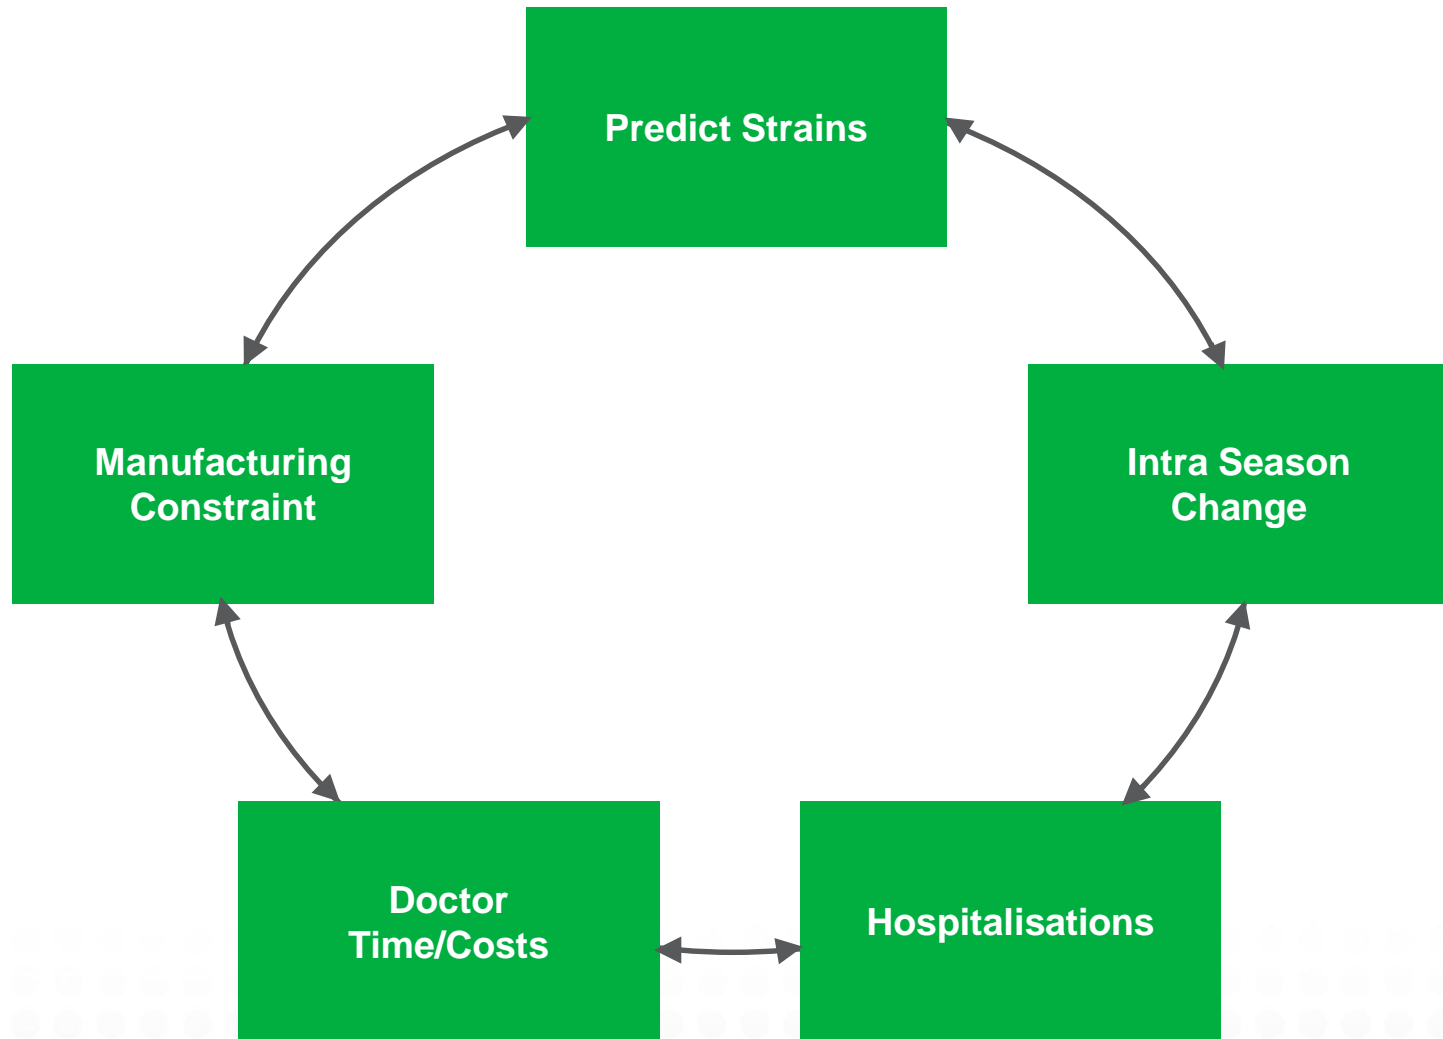 Predict Strains
Manufacturing
Constraint
Intra Season
Change
Doctor
Time/Costs
Hospitalisations